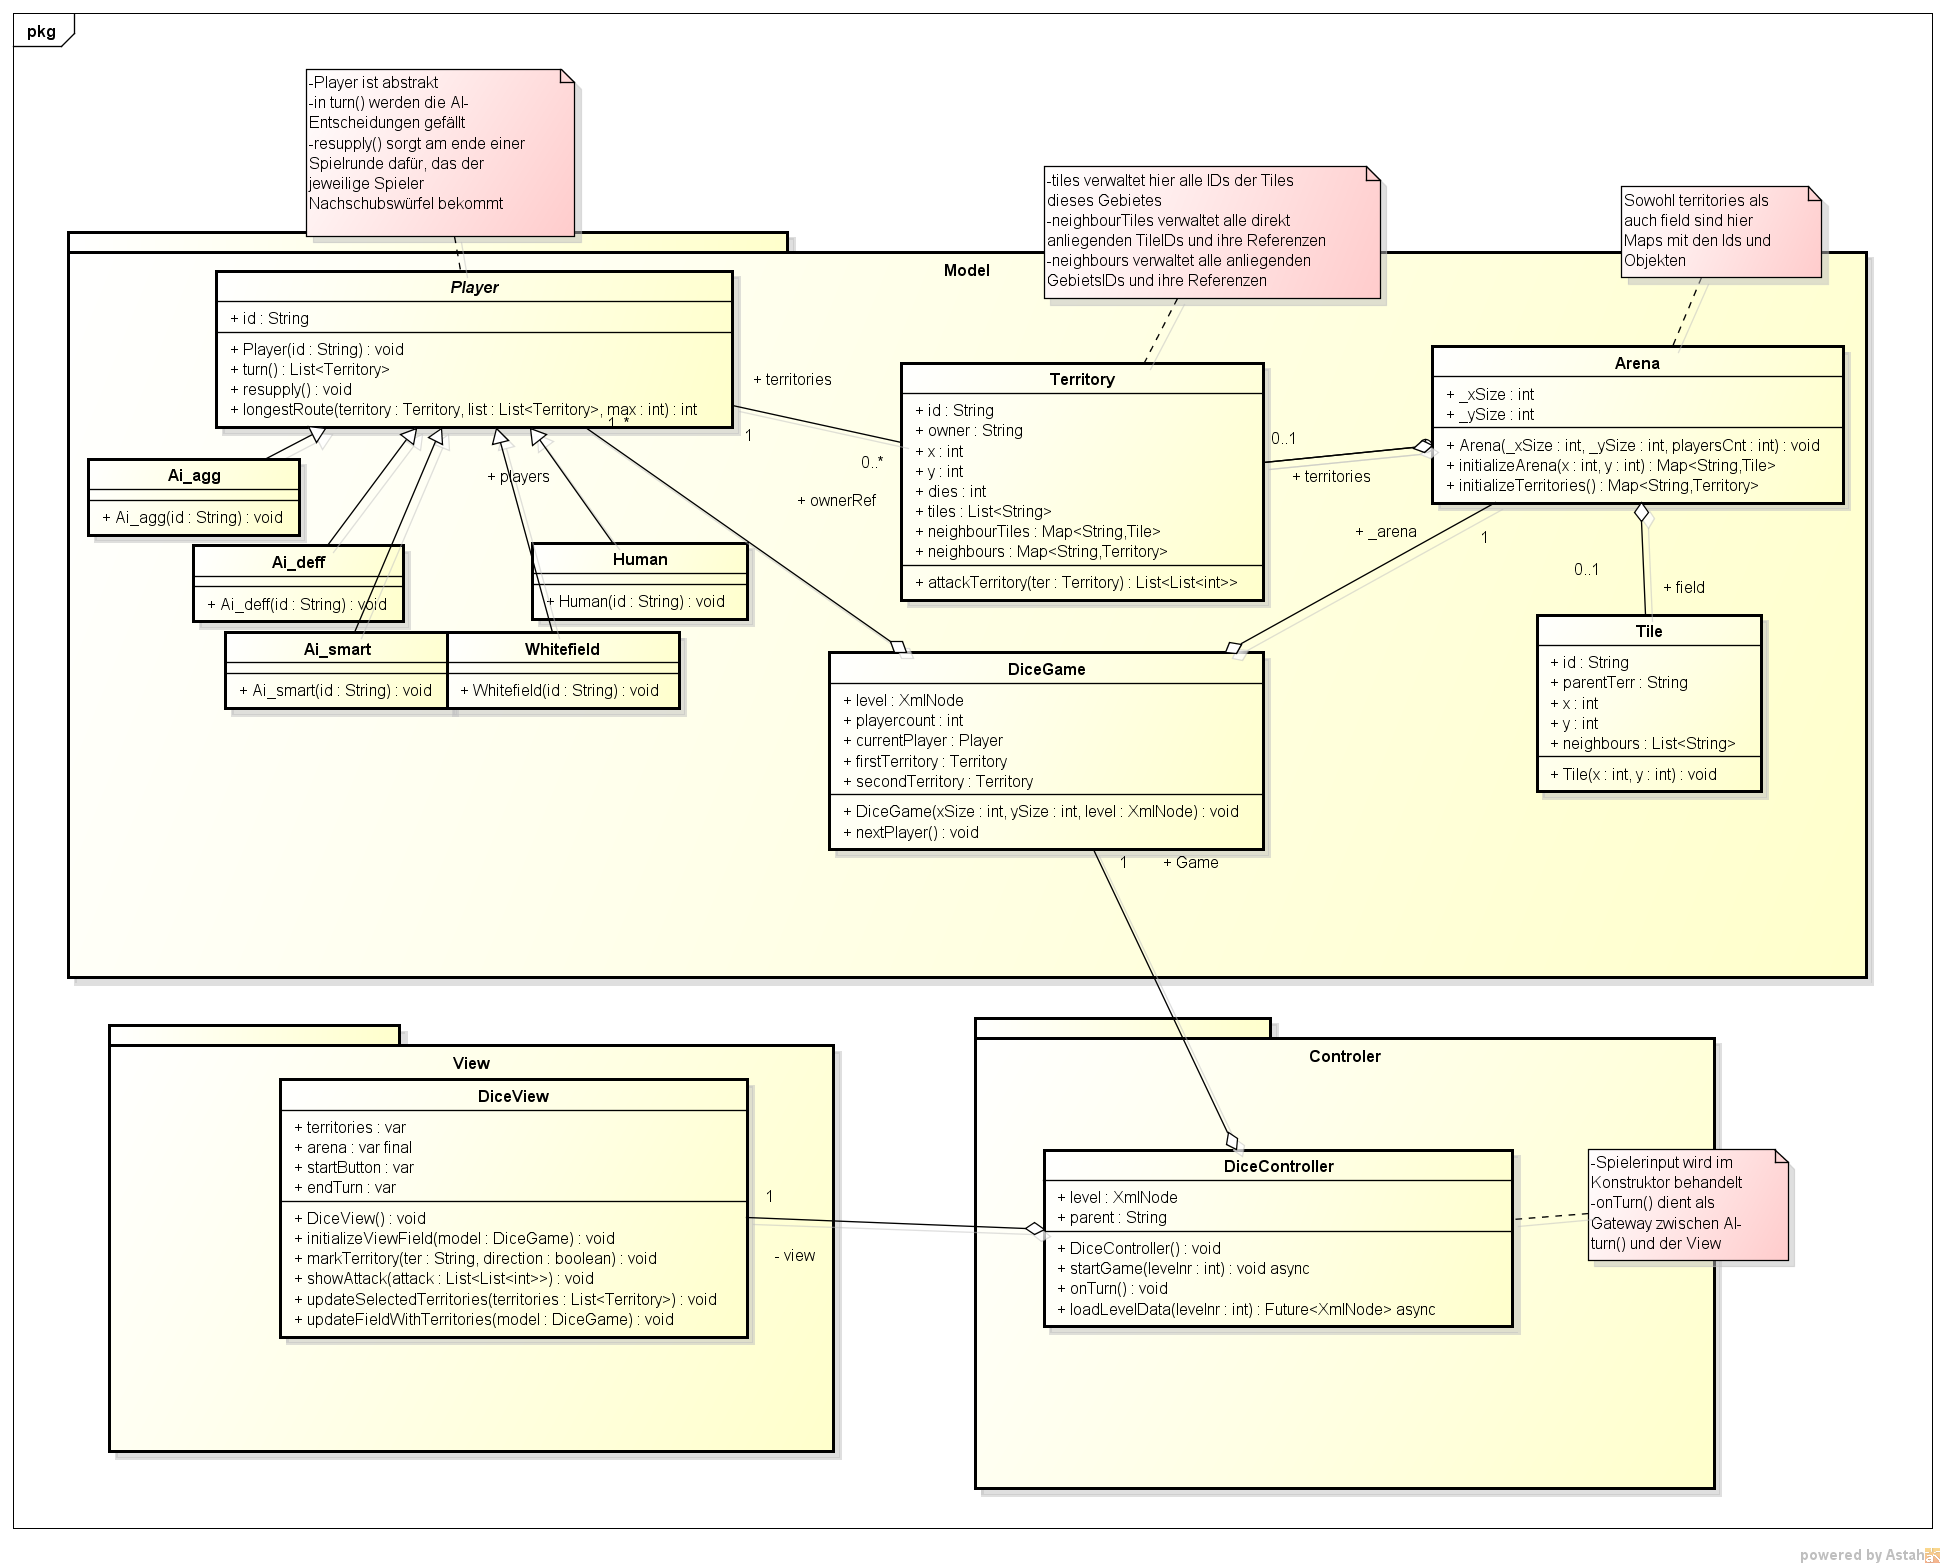 pkg
-Player ist abstrakt
-in turn() werden die AI-
Entscheidungen gefällt
-resupply() sorgt am ende einer
Spielrunde dafür, das der
jeweilige Spieler
Nachschubswürfel bekommt
-tiles verwaltet hier alle IDs der Tiles
dieses Gebietes
-neighbourTiles verwaltet alle direkt
anliegenden TileIDs und ihre Referenzen
-neighbours verwaltet alle anliegenden
GebietsIDs und ihre Referenzen
Sowohl territories als
auch field sind hier
Maps mit den Ids und
Objekten
Model
Player
+ id : String
+ Player(id : String) : void
+ turn() : List<Territory>
+ resupply() : void
+ longestRoute(territory : Territory, list : List<Territory>, max : int) : int
1..*
+ players
+ territories
1
0..*
+ ownerRef
Territory
+ id : String
+ owner : String
+ x : int
+ y : int
+ dies : int
+ tiles : List<String>
+ neighbourTiles : Map<String,Tile>
+ neighbours : Map<String,Territory>
+ attackTerritory(ter : Territory) : List<List<int>>
0..1
+ territories
Arena
+ _xSize : int
+ _ySize : int
+ Arena(_xSize : int, _ySize : int, playersCnt : int) : void
+ initializeArena(x : int, y : int) : Map<String,Tile>
+ initializeTerritories() : Map<String,Territory>
+ _arena
1
0..1
+ field
Ai_agg
+ Ai_agg(id : String) : void
Ai_deff
+ Ai_deff(id : String) : void
Human
+ Human(id : String) : void
Ai_smart
+ Ai_smart(id : String) : void
Whitefield
+ Whitefield(id : String) : void
Tile
+ id : String
+ parentTerr : String
+ x : int
+ y : int
+ neighbours : List<String>
+ Tile(x : int, y : int) : void
DiceGame
+ level : XmlNode
+ playercount : int
+ currentPlayer : Player
+ firstTerritory : Territory
+ secondTerritory : Territory
+ DiceGame(xSize : int, ySize : int, level : XmlNode) : void
+ nextPlayer() : void
1
+ Game
View
DiceView
+ territories : var
+ arena : var final
+ startButton : var
+ endTurn : var
+ DiceView() : void
+ initializeViewField(model : DiceGame) : void
+ markTerritory(ter : String, direction : boolean) : void
+ showAttack(attack : List<List<int>>) : void
+ updateSelectedTerritories(territories : List<Territory>) : void
+ updateFieldWithTerritories(model : DiceGame) : void
1
- view
Controler
DiceController
+ level : XmlNode
+ parent : String
+ DiceController() : void
+ startGame(levelnr : int) : void async
+ onTurn() : void
+ loadLevelData(levelnr : int) : Future<XmlNode> async
-Spielerinput wird im
Konstruktor behandelt
-onTurn() dient als
Gateway zwischen AI-
turn() und der View
powered by Astah